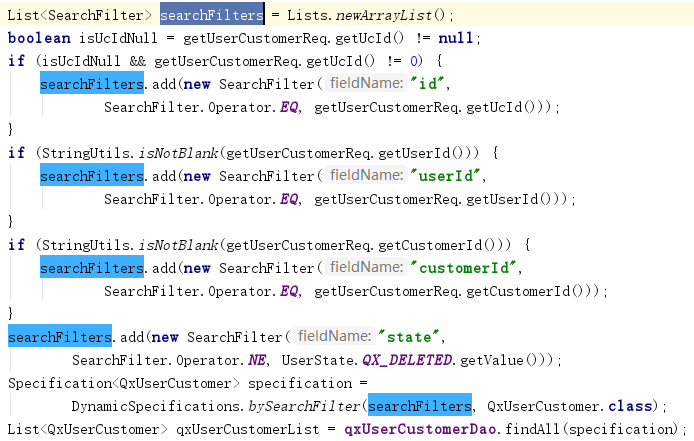 List<SearchFilter> searchFilters = Lists.newArrayList();
boolean isUcIdNull = getUserCustomerReq.getUcId() != null;
if (isUcIdNull && getUserCustomerReq.getUcId() != 0) {
searchFilters.add(new SearchFilter( fieldName: "id",
SearchFilter.Operator.EQ, getUserCustomerReq.getUcId()));
}
if (StringUtils.isNotBlank(getUserCustomerReq.getUserId())) {
searchFilters.add(new SearchFilter( fieldName: "userId",
SearchFilter.Operator.EQ, getUserCustomerReq.getUserId()));
}
if (StringUtils.isNotBlank(getUserCustomerReq.getCustomerId())) {
searchFilters.add(new SearchFilter( fieldName: "customerId",
SearchFilter.Operator.EQ, getUserCustomerReq.getCustomerId()));
}
searchFilters.add(new SearchFilter( fieldName: "state",
SearchFilter.Operator.NE, UserState.QX_DELETED.getValue()));
Specification<QxUserCustomer> specification =
DynamicSpecifications.bySearchFilter(searchFilters, QxUserCustomer.class);
List<QxUserCustomer> qxUserCustomerList = qxUserCustomerDao.findAll(specification);